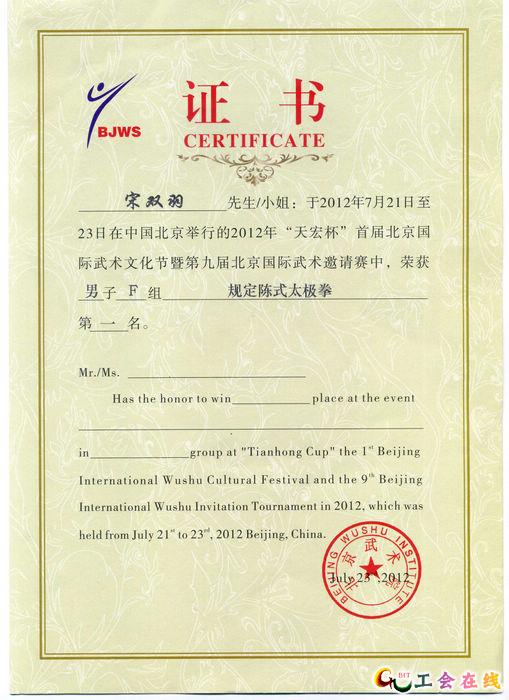 BJWS
证 书
CERTIFICATE
宋双羽 先生/小姐：于2012年7月21日至
23日在中国北京举行的2012年“天宏杯”首届北京国
际武术文化节暨第九届北京国际武术邀请赛中，荣获
男子 F 组 规定陈式太极拳
第 一 名。
Mr./Ms.
Has the honor to win place at the event
in group at "Tianhong Cup" the 1st Beijing
International Wushu Cultural Festival and the 9th Beijing
International Wushu Invitation Tournament in 2012, which was
held from July 21st to 23rd, 2012 Beijing, China.
BEIJING WUSHU INSTITUTE
北京武术
July 23 ,2012
BIT
工会在线